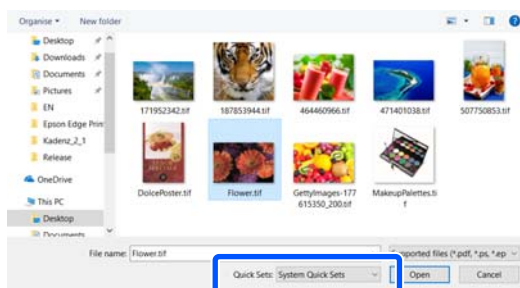 Organise
New folder
Desktop
Downloads
Documents
Pictures
EN
Epson Edge Prin
Kadenz_2_1
Release
OneDrive
This PC
Desktop
Documents
171952342.tif
187853944.tif
464460966.tif
471401038.tif
507750853.tif
DolcePoster.tif
Flower.tif
GettyImages-177
615350_200.tif
MakeupPalettes.ti
f
File name: Flower.tif
Supported files (*.pdf, *.ps, *.ep
Quick Sets: System Quick Sets
Open
Cancel